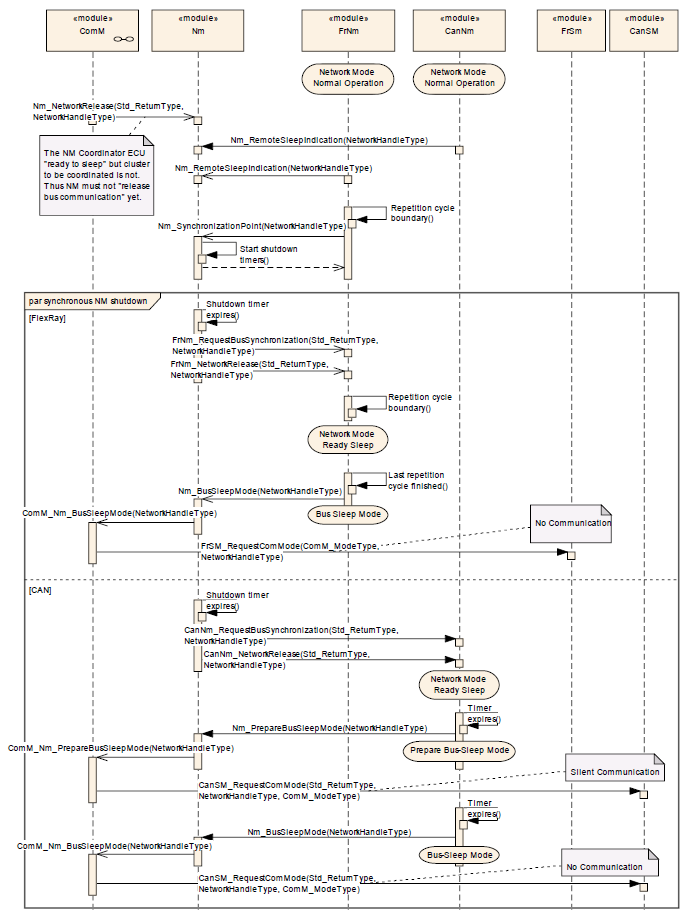 «module»
ComM
«module»
Nm
«module»
FrNm
«module»
CanNm
«module»
FrSm
«module»
CanSM
Network Mode
Normal Operation
Network Mode
Normal Operation
Nm_NetworkRelease(Std_ReturnType,
NetworkHandleType)
The NM Coordinator ECU
"ready to sleep" but cluster
to be coordinated is not.
Thus NM must not "release
bus communication" yet.
Nm_RemoteSleepIndication(NetworkHandleType)
Nm_RemoteSleepIndication(NetworkHandleType)
Repetition cycle
boundary()
Nm_SynchronizationPoint(NetworkHandleType)
Start shutdown
timers()
par synchronous NM shutdown
[FlexRay]
Shutdown timer
expires()
FrNm_RequestBusSynchronization(Std_ReturnType,
NetworkHandleType)
FrNm_NetworkRelease(Std_ReturnType,
NetworkHandleType)
Repetition cycle
boundary()
Network Mode
Ready Sleep
Last repetition
cycle finished()
Nm_BusSleepMode(NetworkHandleType)
Bus Sleep Mode
ComM_Nm_BusSleepMode(NetworkHandleType)
No Communication
FrSM_RequestComMode(ComM_ModeType,
NetworkHandleType)
[CAN]
Shutdown timer
expires()
CanNm_RequestBusSynchronization(Std_ReturnType,
NetworkHandleType)
CanNm_NetworkRelease(Std_ReturnType,
NetworkHandleType)
Network Mode
Ready Sleep
Timer
expires()
Nm_PrepareBusSleepMode(NetworkHandleType)
Prepare Bus-Sleep Mode
ComM_Nm_PrepareBusSleepMode(NetworkHandleType)
Silent Communication
CanSM_RequestComMode(Std_ReturnType,
NetworkHandleType, ComM_ModeType)
Timer
expires()
Nm_BusSleepMode(NetworkHandleType)
ComM_Nm_BusSleepMode(NetworkHandleType)
Bus-Sleep Mode
No Communication
CanSM_RequestComMode(Std_ReturnType,
NetworkHandleType, ComM_ModeType)